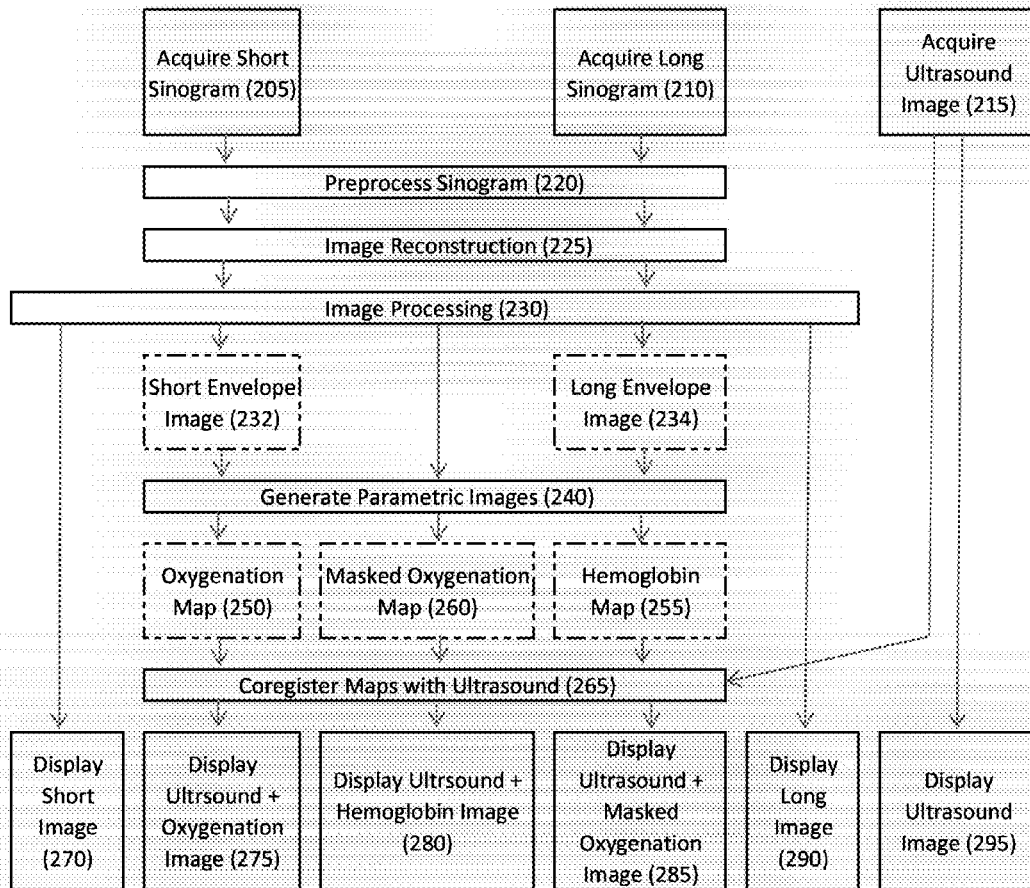 Acquire Short
Sinogram (205)
Acquire Long
Sinogram (210)
Acquire
Ultrasound
Image (215)
Preprocess Sinogram (220)
Image Reconstruction (225)
Image Processing (230)
Short Envelope
Image (232)
Long Envelope
Image (234)
Generate Parametric Images (240)
Oxygenation
Map (250)
Masked Oxygenation
Map (260)
Hemoglobin
Map (255)
Coregister Maps with Ultrasound (265)
Display
Short
Image
(270)
Display
Ultrsound +
Oxygenation
Image (275)
Display Ultrsound +
Hemoglobin Image
(280)
Display
Ultrasound +
Masked
Oxygenation
Image (285)
Display
Long
Image
(290)
Display
Ultrasound
Image (295)